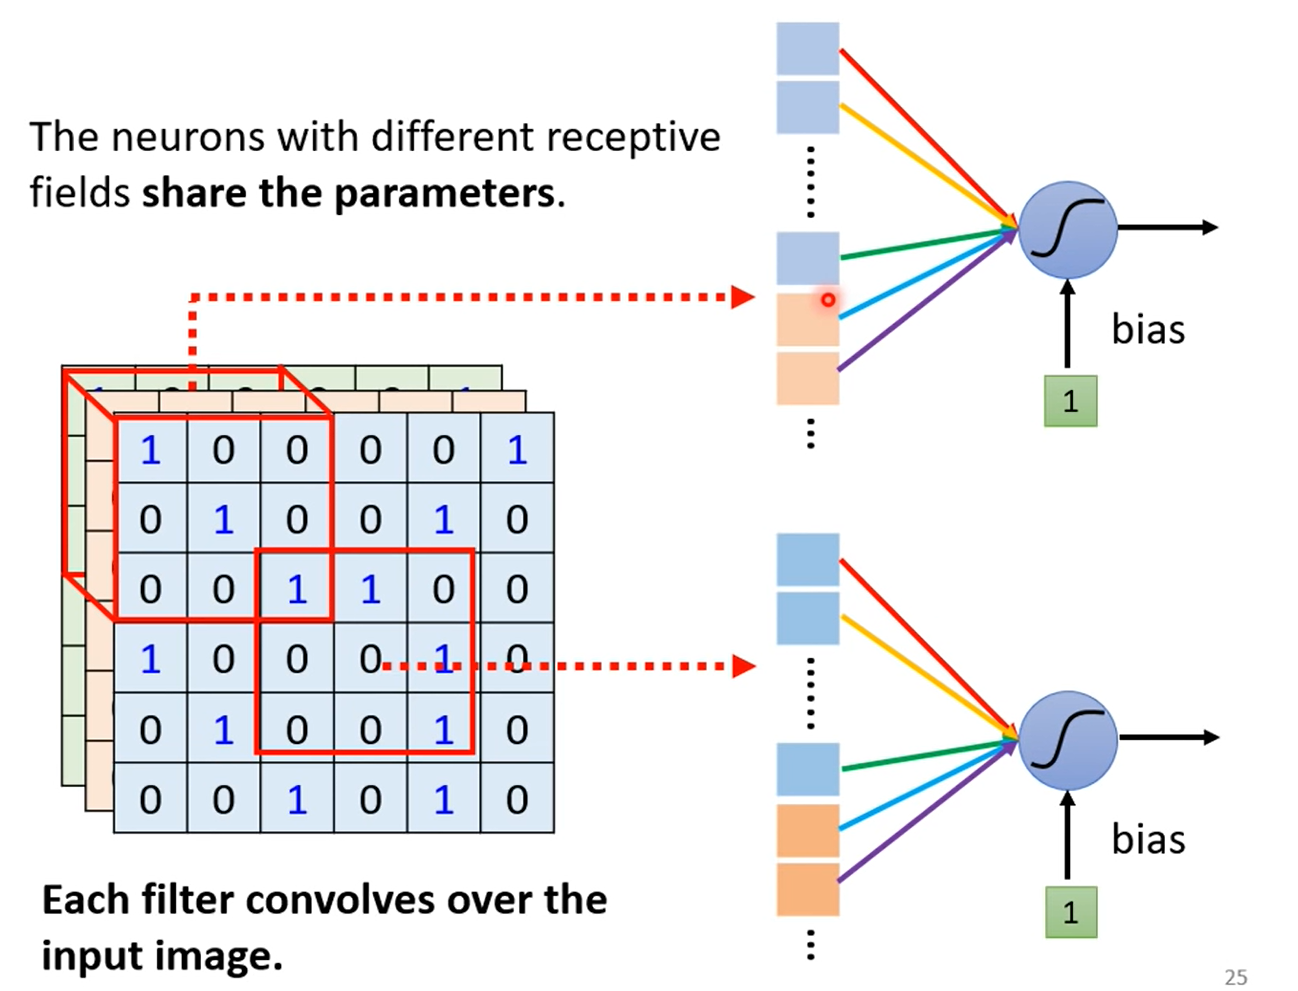 The neurons with different receptive
fields share the parameters.
bias
1
1 0 0 0 0 1
0 1 0 0 1 0
0 0 1 1 0 0
1 0 0 0 1 0
0 1 0 0 1 0
0 0 1 0 1 0
bias
1
Each filter convolves over the
input image.
25